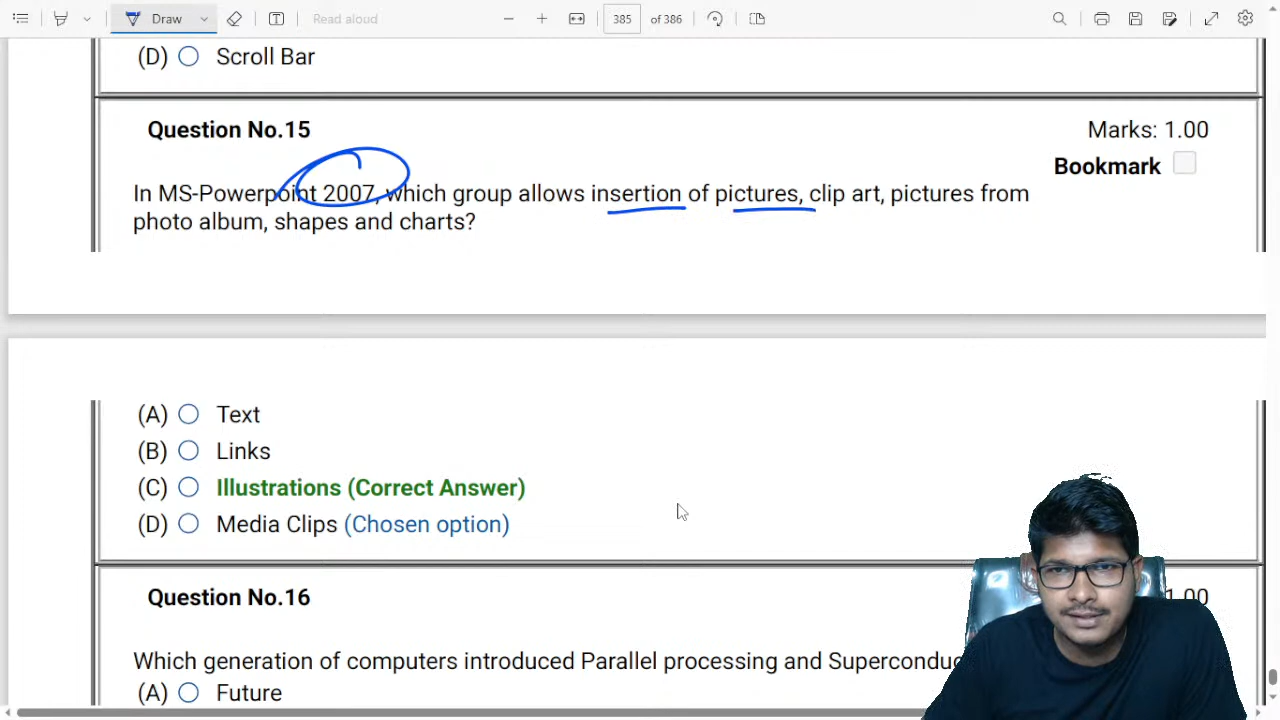 Draw
Read aloud
385 of 386
(D) Scroll Bar
Question No.15
Marks: 1.00
Bookmark
In MS-Powerpoint 2007, which group allows insertion of pictures, clip art, pictures from
photo album, shapes and charts?
(A) Text
(B) Links
(C) Illustrations (Correct Answer)
(D) Media Clips (Chosen option)
Question No.16
1.00
Which generation of computers introduced Parallel processing and
(A) Future